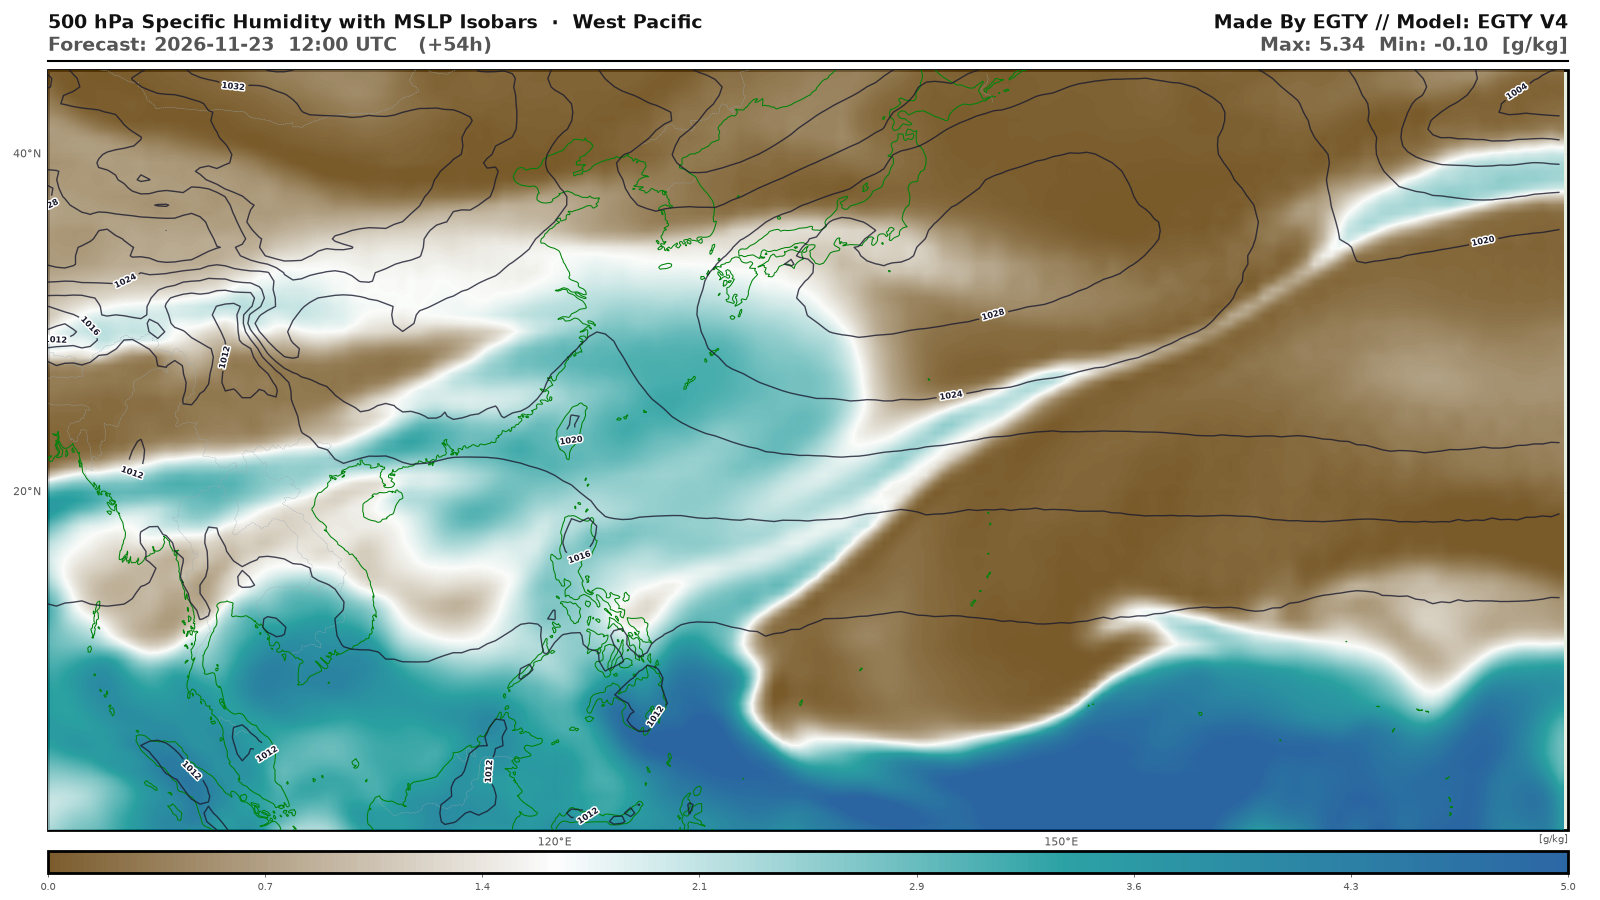 500 hPa Specific Humidity with MSLP Isobars · West Pacific
Made By EGTY // Model: EGTY V4
Forecast: 2026-11-23 12:00 UTC (+54h)
Max: 5.34 Min: -0.10 [g/kg]
1032
1004
40°N
28
1020
1024
1016
1028
1012
1012
1024
1020
1012
20°N
1016
1012
1012
1012
1012
1012
120°E
150°E
[g/kg]
0.0 0.7 1.4 2.1 2.9 3.6 4.3 5.0